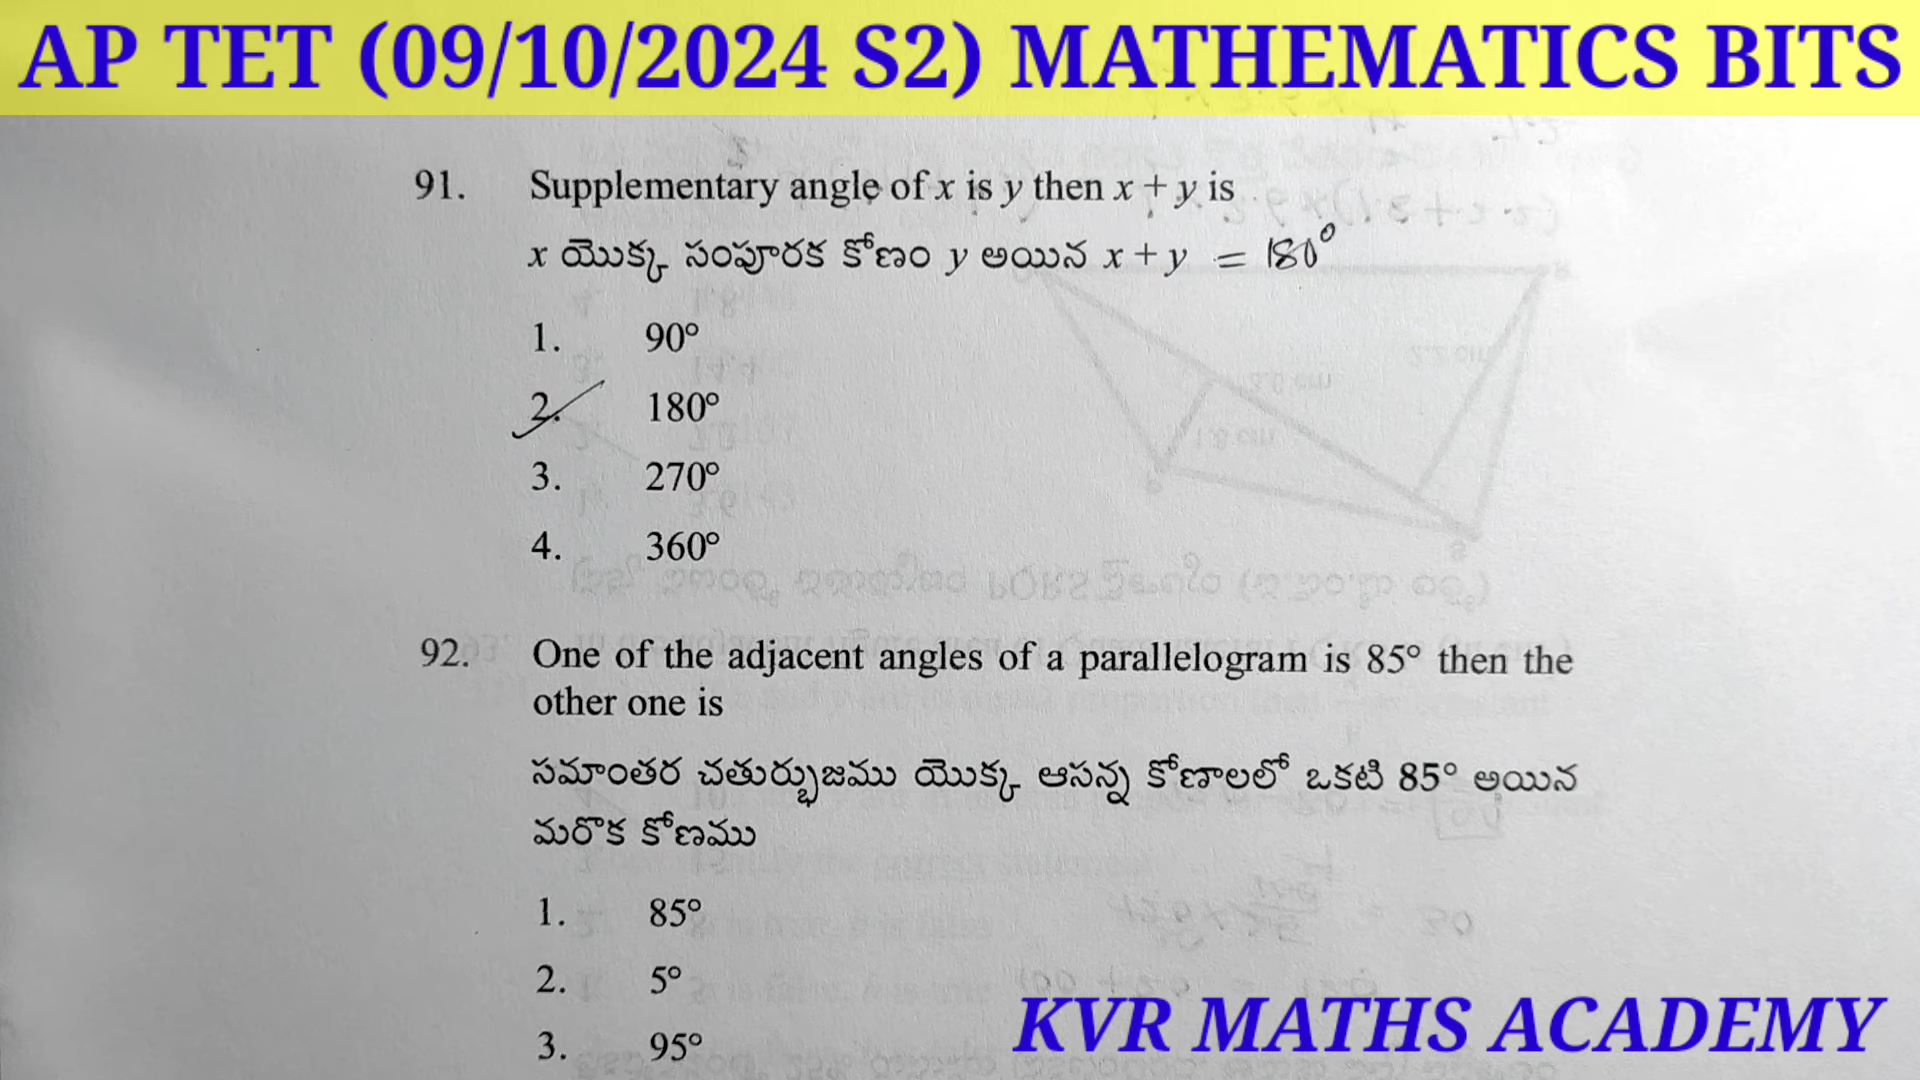 AP TET (09/10/2024 S2) MATHEMATICS BITS
91. Supplementary angle of x is y then x + y is
x యొక్క సంపూరక కోణం y అయిన x + y = 180°
1. 90°
2. 180°
3. 270°
4. 360°
92. One of the adjacent angles of a parallelogram is 85° then the
other one is
సమాంతర చతుర్భుజము యొక్క ఆసన్న కోణాలలో ఒకటి 85° అయిన
మరొక కోణము
1. 85°
2. 5°
3. 95°
KVR MATHS ACADEMY